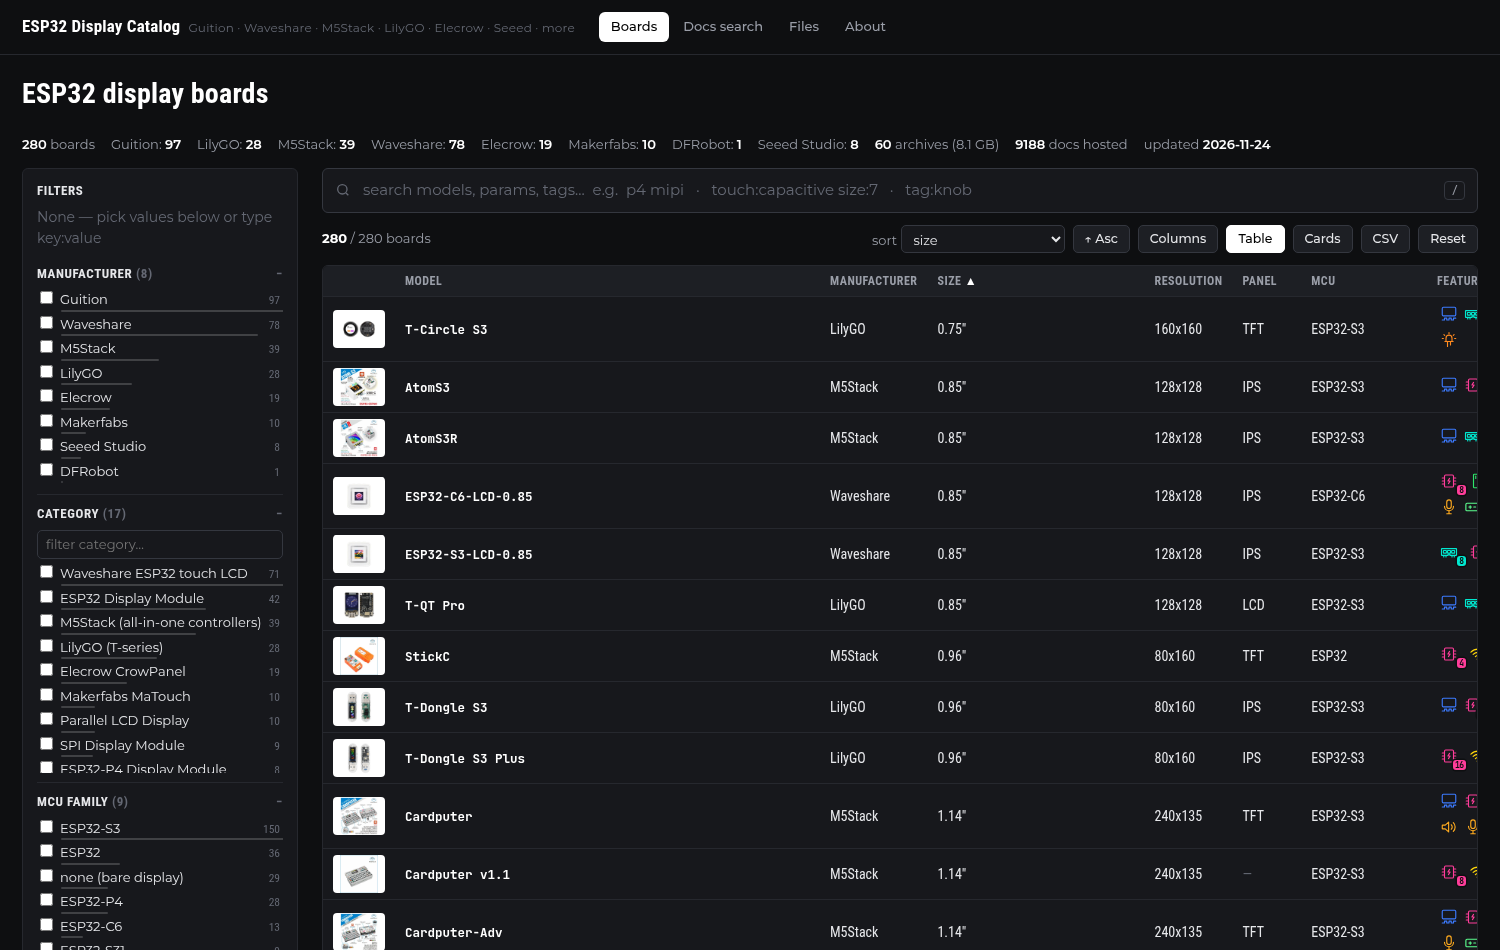 ESP32 Display Catalog Guition · Waveshare · M5Stack · LilyGO · Elecrow · Seeed · more Boards Docs search Files About
ESP32 display boards
280 boards Guition: 97 LilyGO: 28 M5Stack: 39 Waveshare: 78 Elecrow: 19 Makerfabs: 10 DFRobot: 1 Seeed Studio: 8 60 archives (8.1 GB) 9188 docs hosted updated 2026-11-24
FILTERS
None — pick values below or type
key:value
MANUFACTURER (8) −
Guition 97
Waveshare 78
M5Stack 39
LilyGO 28
Elecrow 19
Makerfabs 10
Seeed Studio 8
DFRobot 1
CATEGORY (17) −
filter category...
Waveshare ESP32 touch LCD 71
ESP32 Display Module 42
M5Stack (all-in-one controllers) 39
LilyGO (T-series) 28
Elecrow CrowPanel 19
Makerfabs MaTouch 10
Parallel LCD Display 10
SPI Display Module 9
ESP32-P4 Display Module 8
MCU FAMILY (9) −
ESP32-S3 150
ESP32 36
none (bare display) 29
ESP32-P4 28
ESP32-C6 13
ESP32-S31
search models, params, tags... e.g. p4 mipi · touch:capacitive size:7 · tag:knob /
280 / 280 boards sort size ↑ Asc Columns Table Cards CSV Reset
MODEL MANUFACTURER SIZE ▲ RESOLUTION PANEL MCU FEATUR
T-Circle S3 LilyGO 0.75" 160x160 TFT ESP32-S3
AtomS3 M5Stack 0.85" 128x128 IPS ESP32-S3
AtomS3R M5Stack 0.85" 128x128 IPS ESP32-S3
ESP32-C6-LCD-0.85 Waveshare 0.85" 128x128 IPS ESP32-C6 8
ESP32-S3-LCD-0.85 Waveshare 0.85" 128x128 IPS ESP32-S3 8
T-QT Pro LilyGO 0.85" 128x128 LCD ESP32-S3
StickC M5Stack 0.96" 80x160 TFT ESP32 4
T-Dongle S3 LilyGO 0.96" 80x160 IPS ESP32-S3
T-Dongle S3 Plus LilyGO 0.96" 80x160 IPS ESP32-S3 16
Cardputer M5Stack 1.14" 240x135 TFT ESP32-S3
Cardputer v1.1 M5Stack 1.14" 240x135 — ESP32-S3 8
Cardputer-Adv M5Stack 1.14" 240x135 TFT ESP32-S3